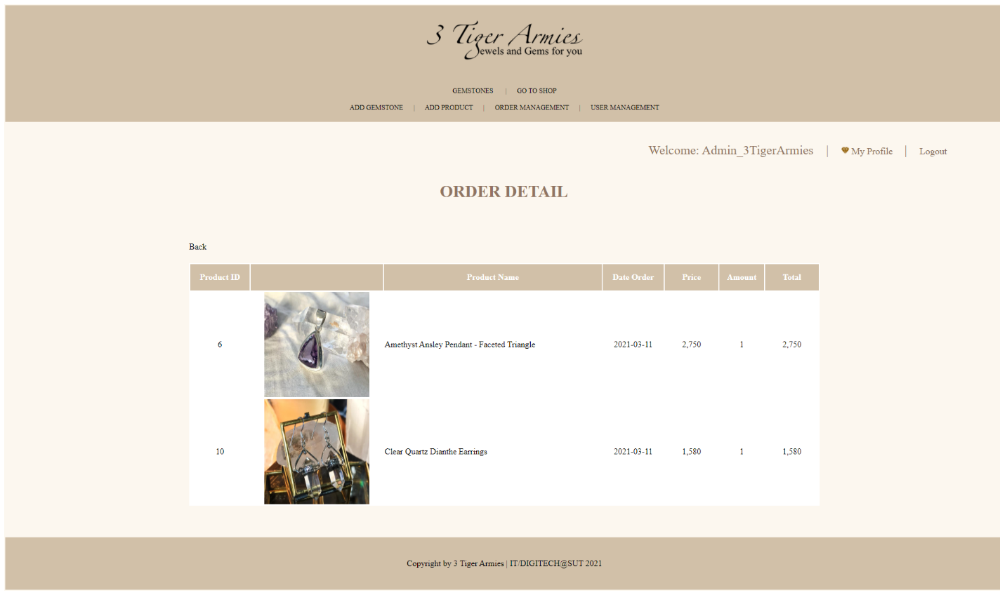 3 Tiger Armies
Jewels and Gems for you
GEMSTONES | GO TO SHOP
ADD GEMSTONE | ADD PRODUCT | ORDER MANAGEMENT | USER MANAGEMENT
Welcome: Admin_3TigerArmies | My Profile | Logout
ORDER DETAIL
Back
Product ID Product Name Date Order Price Amount Total
6 Amethyst Ansley Pendant - Faceted Triangle 2021-03-11 2,750 1 2,750
10 Clear Quartz Dianthe Earrings 2021-03-11 1,580 1 1,580
Copyright by 3 Tiger Armies | IT/DIGITECH@SUT 2021